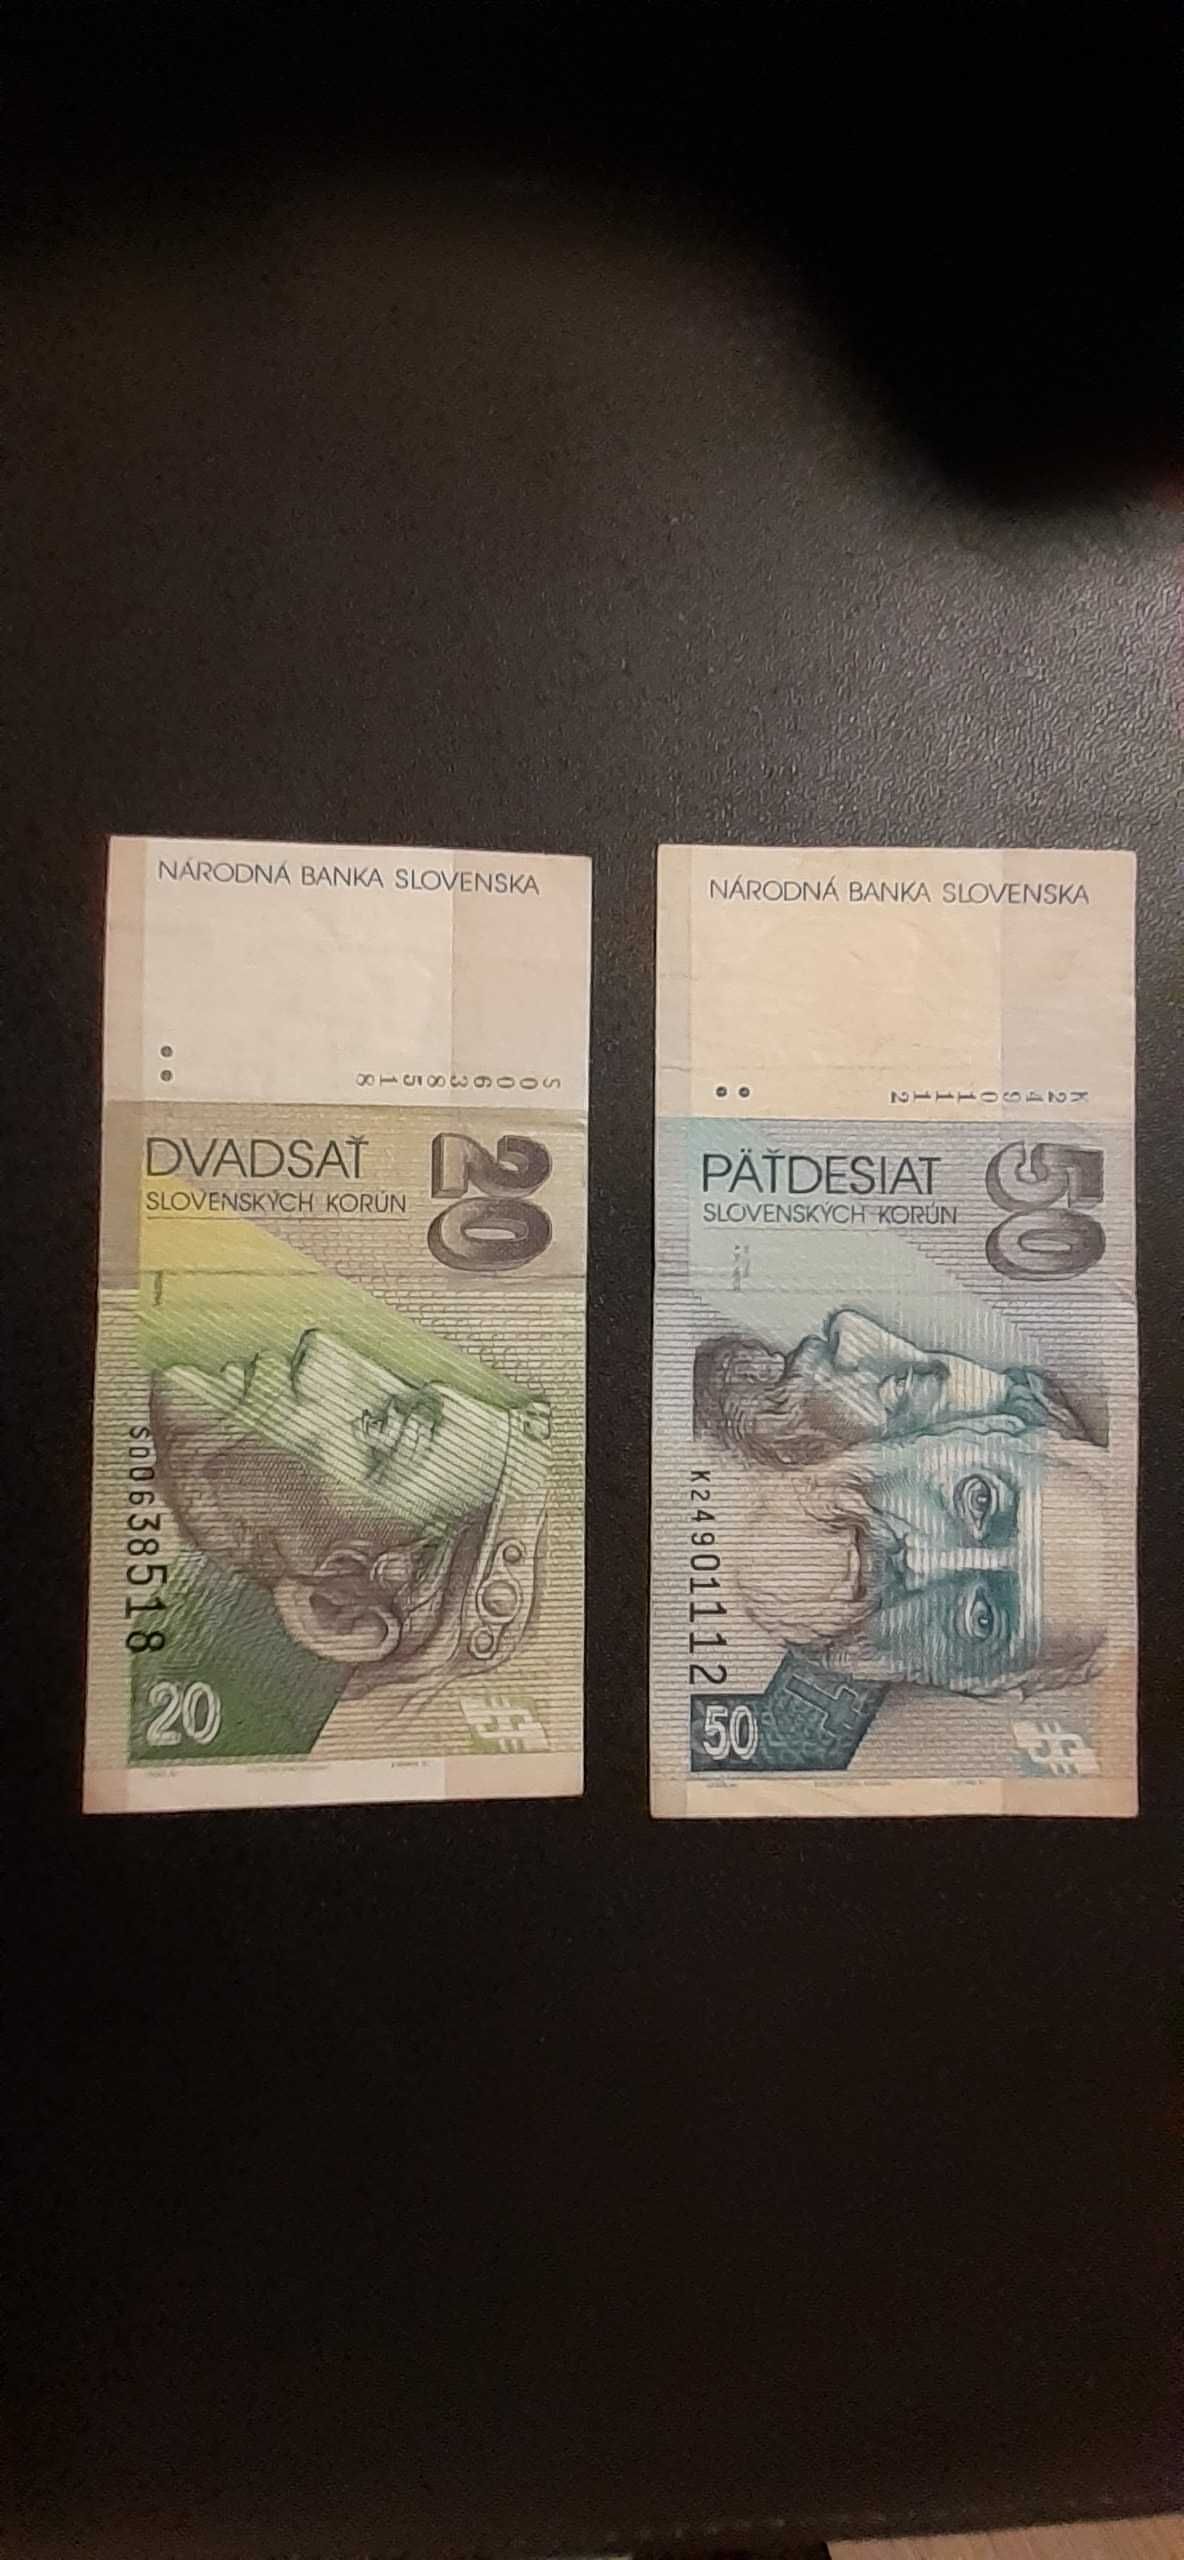 NÁRODNÁ BANKA SLOVENSKA
S00638518
DVADSAŤ
SLOVENSKÝCH KORÚN
20
S00638518
20
NÁRODNÁ BANKA SLOVENSKA
K24901112
PÄŤDESIAT
SLOVENSKÝCH KORÚN
50
K24901112
50